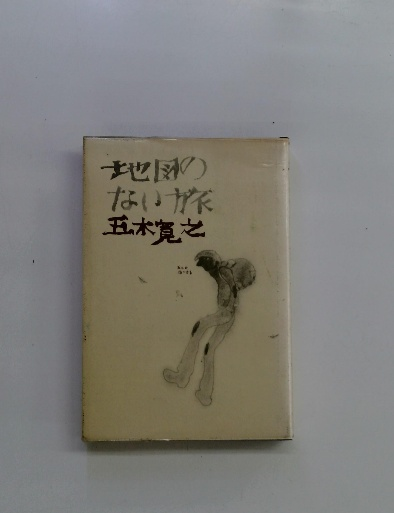 地図の
ない旅
五木寛之